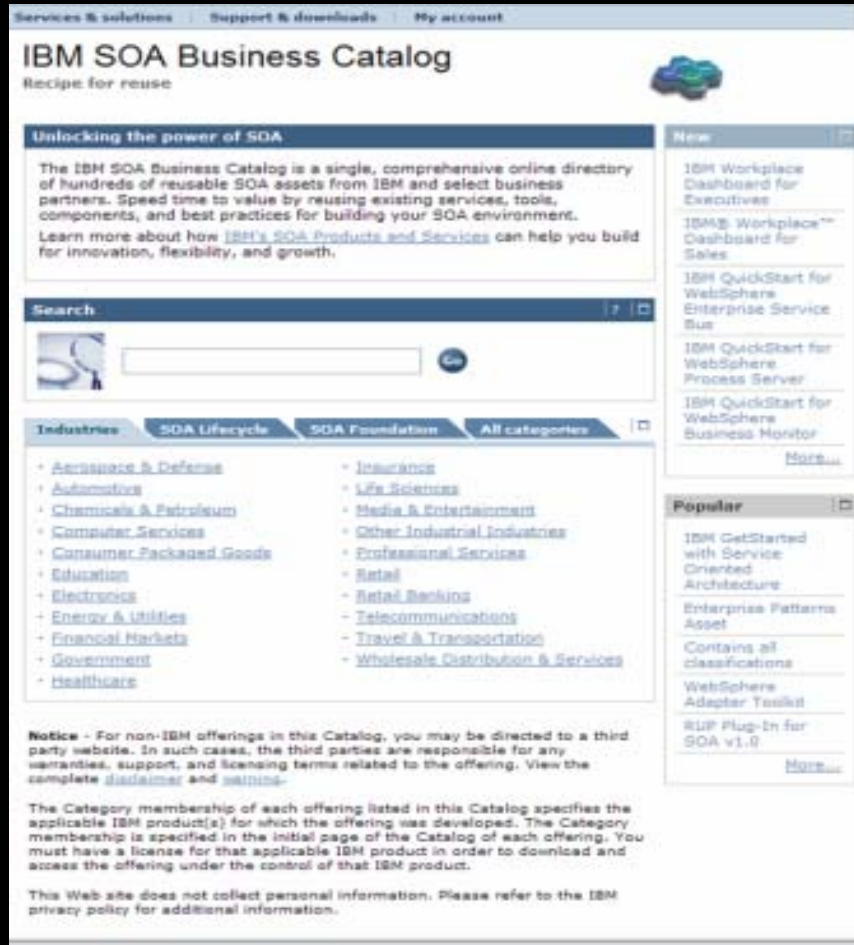 Services & solutions | Support & downloads | My account
IBM SOA Business Catalog
Recipe for reuse
Unlocking the power of SOA
The IBM SOA Business Catalog is a single, comprehensive online directory
of hundreds of reusable SOA assets from IBM and select business
partners. Speed time to value by reusing existing services, tools,
components, and best practices for building your SOA environment.
Learn more about how IBM's SOA Products and Services can help you build
for innovation, flexibility, and growth.
Search
?
Go
Industries
SOA Lifecycle
SOA Foundation
All categories
- Aerospace & Defense
- Automotive
- Chemicals & Petroleum
- Computer Services
- Consumer Packaged Goods
- Education
- Electronics
- Energy & Utilities
- Financial Markets
- Government
- Healthcare
- Insurance
- Life Sciences
- Media & Entertainment
- Other Industrial Industries
- Professional Services
- Retail
- Retail Banking
- Telecommunications
- Travel & Transportation
- Wholesale Distribution & Services
Notice - For non-IBM offerings in this Catalog, you may be directed to a third
party website. In such cases, the third parties are responsible for any
warranties, support, and licensing terms related to the offering. View the
complete disclaimer and warning.
The Category membership of each offering listed in this Catalog specifies the
applicable IBM product(s) for which the offering was developed. The Category
membership is specified in the initial page of the Catalog of each offering. You
must have a license for that applicable IBM product in order to download and
access the offering under the control of that IBM product.
This Web site does not collect personal information. Please refer to the IBM
privacy policy for additional information.
New
IBM Workplace
Dashboard for
Executives
IBM® Workplace™
Dashboard for
Sales
IBM QuickStart for
WebSphere
Enterprise Service
Bus
IBM QuickStart for
WebSphere
Process Server
IBM QuickStart for
WebSphere
Business Monitor
More...
Popular
IBM GetStarted
with Service
Oriented
Architecture
Enterprise Patterns
Asset
Contains all
classifications
WebSphere
Adapter Toolkit
RUP Plug-In for
SOA v1.0
More...